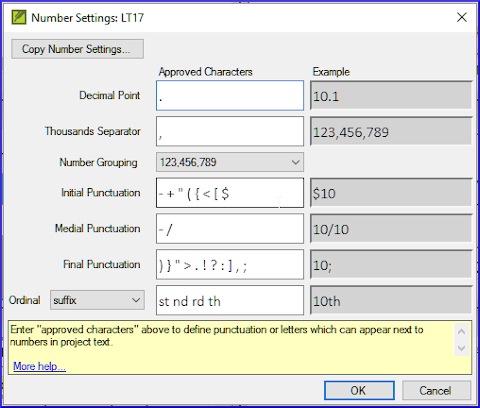 Number Settings: LT17
Copy Number Settings...
Approved Characters Example
Decimal Point . 10.1
Thousands Separator , 123,456,789
Number Grouping 123,456,789
Initial Punctuation - + " ( { < [ $ $10
Medial Punctuation - / 10/10
Final Punctuation ) } " > . ! ? : ] , ; 10;
Ordinal suffix st nd rd th 10th
Enter "approved characters" above to define punctuation or letters which can appear next to
numbers in project text.
More help...
OK Cancel